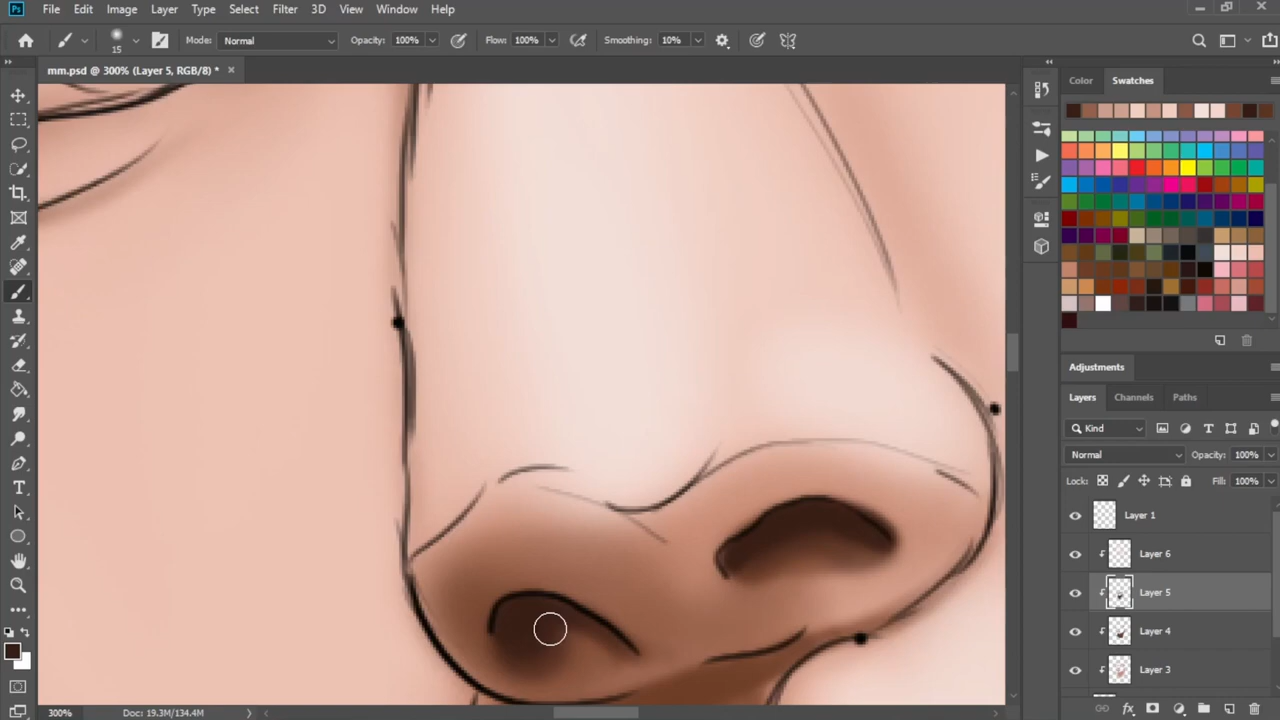 Ps File Edit Image Layer Type Select Filter 3D View Window Help
15 Mode: Normal Opacity: 100% Flow: 100% Smoothing: 10%
mm.psd @ 300% (Layer 5, RGB/8) * ×
Color Swatches
Adjustments
Layers Channels Paths
Kind
Normal Opacity: 100%
Lock: Fill: 100%
Layer 1
Layer 6
Layer 5
Layer 4
Layer 3
300% Doc: 19.3M/134.4M